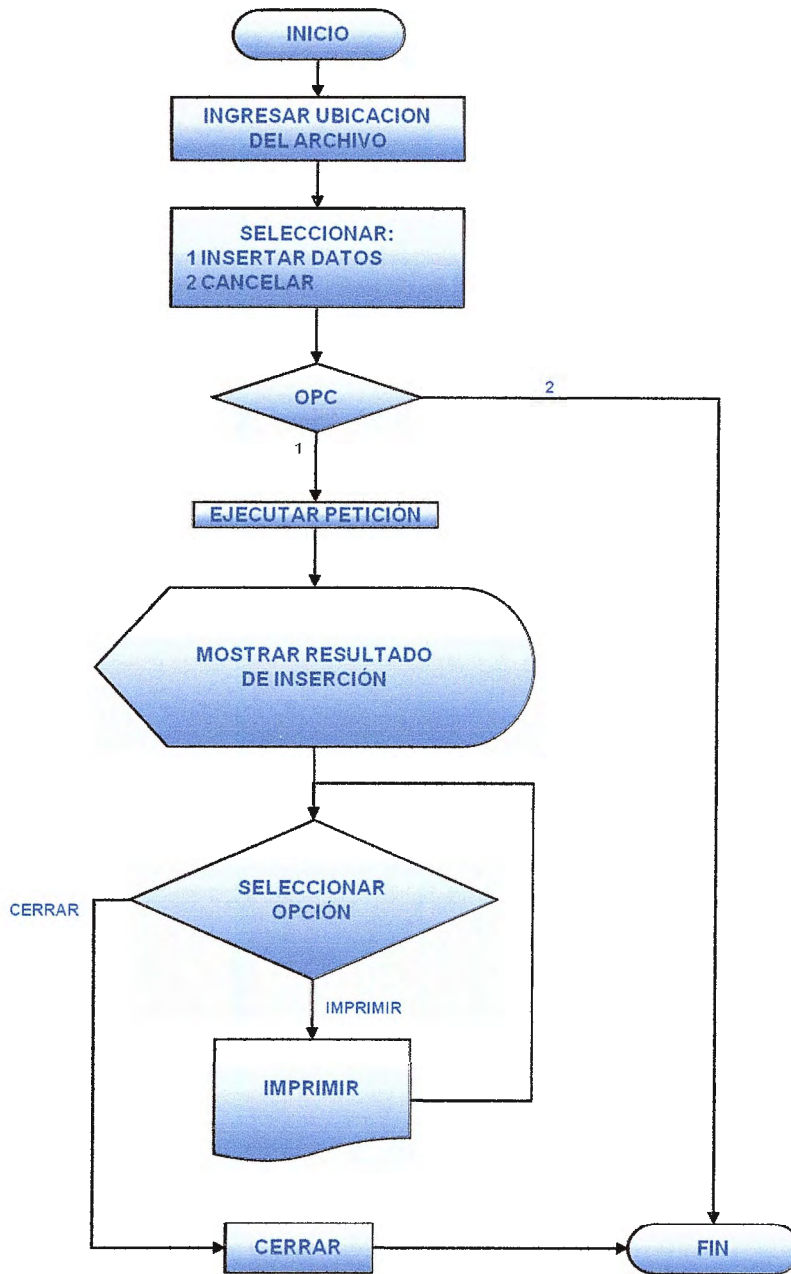 INICIO
INGRESAR UBICACION
DEL ARCHIVO
SELECCIONAR:
1 INSERTAR DATOS
2 CANCELAR
OPC
2
1
EJECUTAR PETICIÓN
MOSTRAR RESULTADO
DE INSERCIÓN
SELECCIONAR
OPCIÓN
CERRAR
IMPRIMIR
IMPRIMIR
CERRAR
FIN